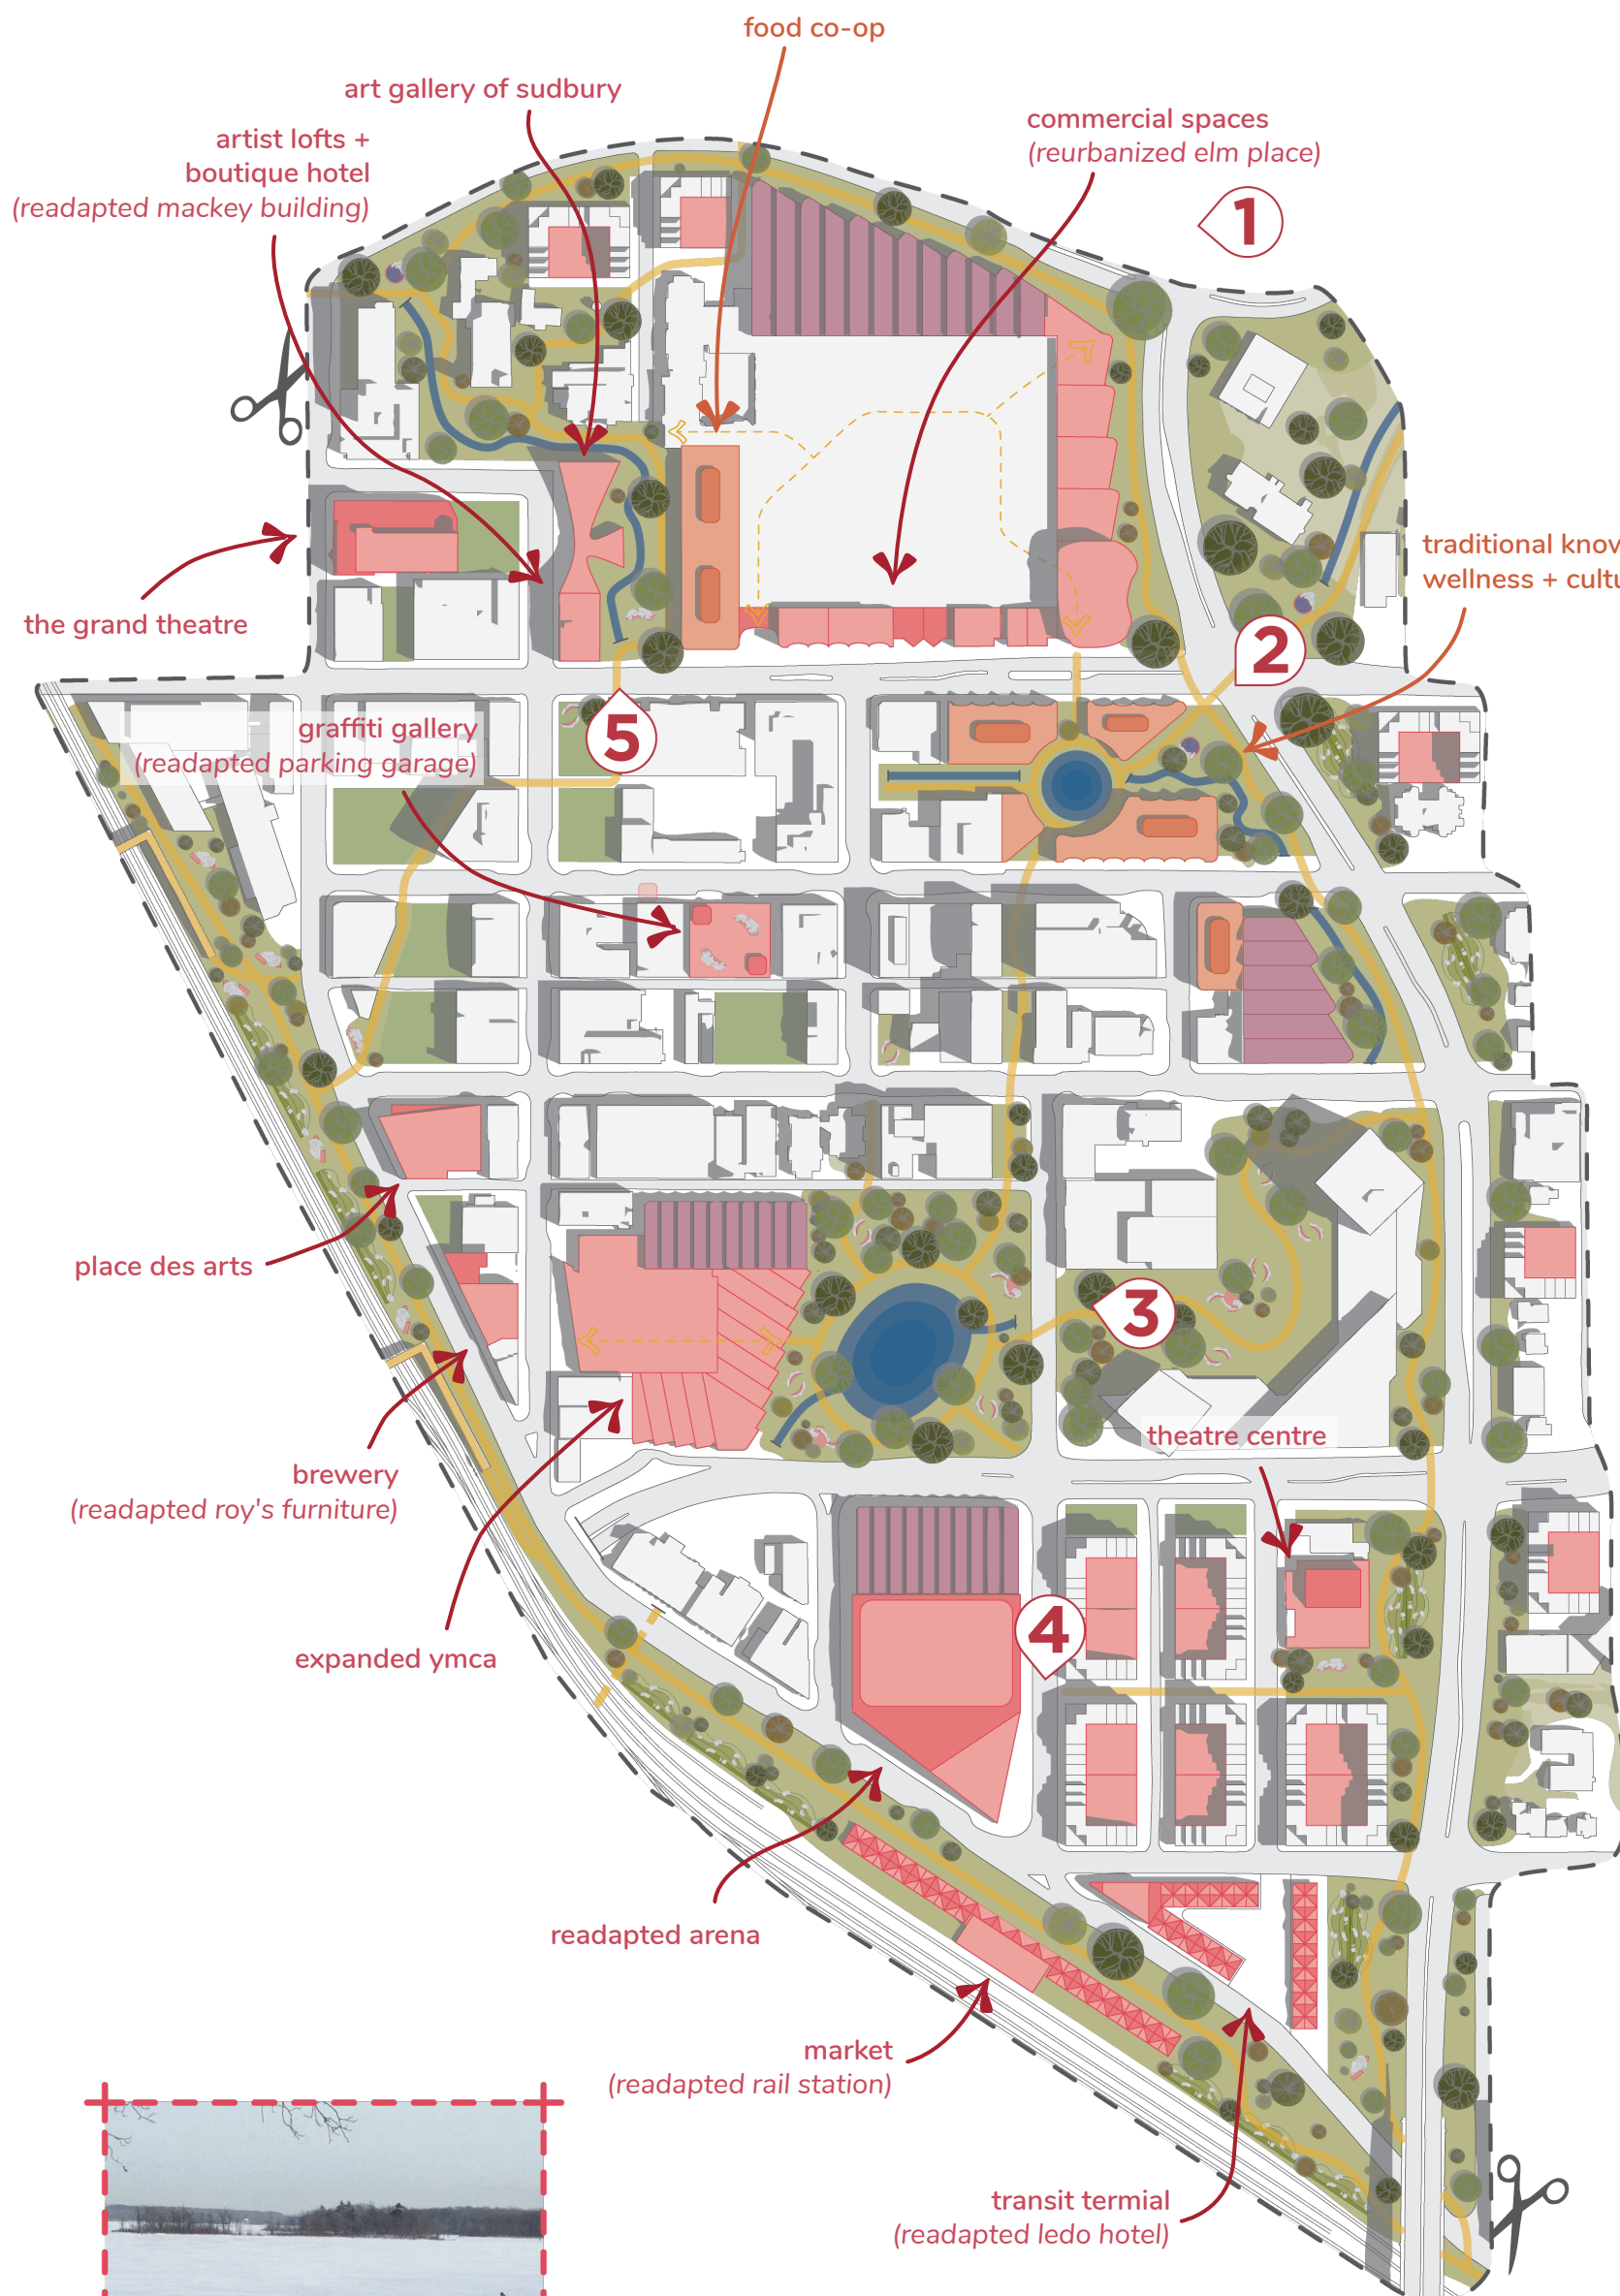 food co-op
art gallery of sudbury
artist lofts +
boutique hotel
(readapted mackey building)
commercial spaces
(reurbanized elm place)
1
the grand theatre
traditional
wellness +
2
graffiti gallery
(readapted parking garage)
5
place des arts
3
brewery
(readapted roy's furniture)
theatre centre
expanded ymca
4
readapted arena
market
(readapted rail station)
transit termial
(readapted ledo hotel)